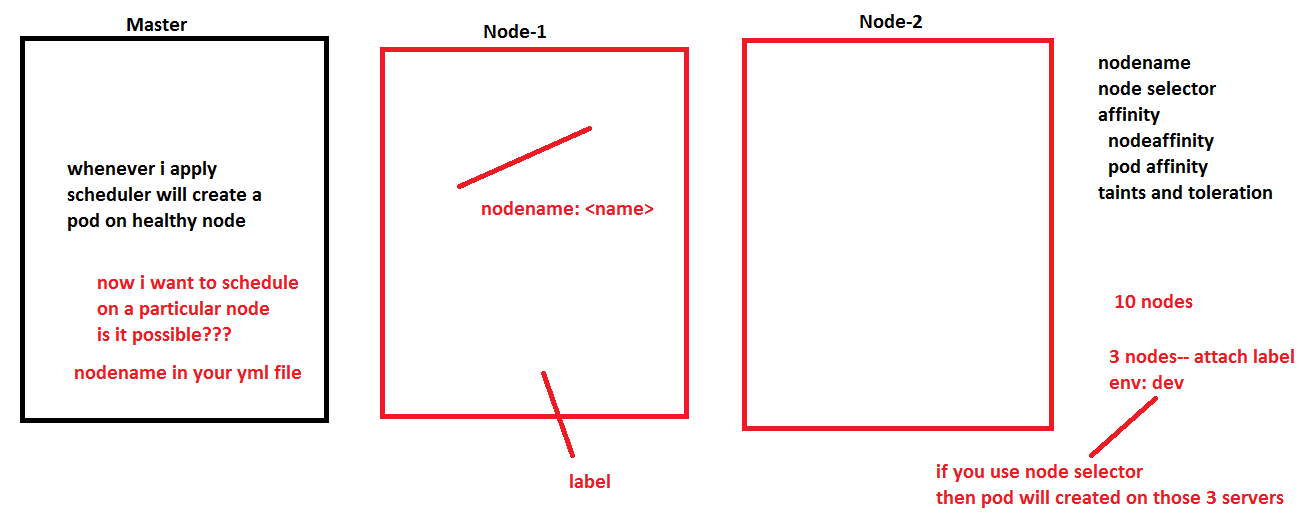 Master
whenever i apply
scheduler will create a
pod on healthy node
now i want to schedule
on a particular node
is it possible???
nodename in your yml file
Node-1
nodename: <name>
label
Node-2
nodename
node selector
affinity
nodeaffinity
pod affinity
taints and toleration
10 nodes
3 nodes-- attach label
env: dev
if you use node selector
then pod will created on those 3 servers